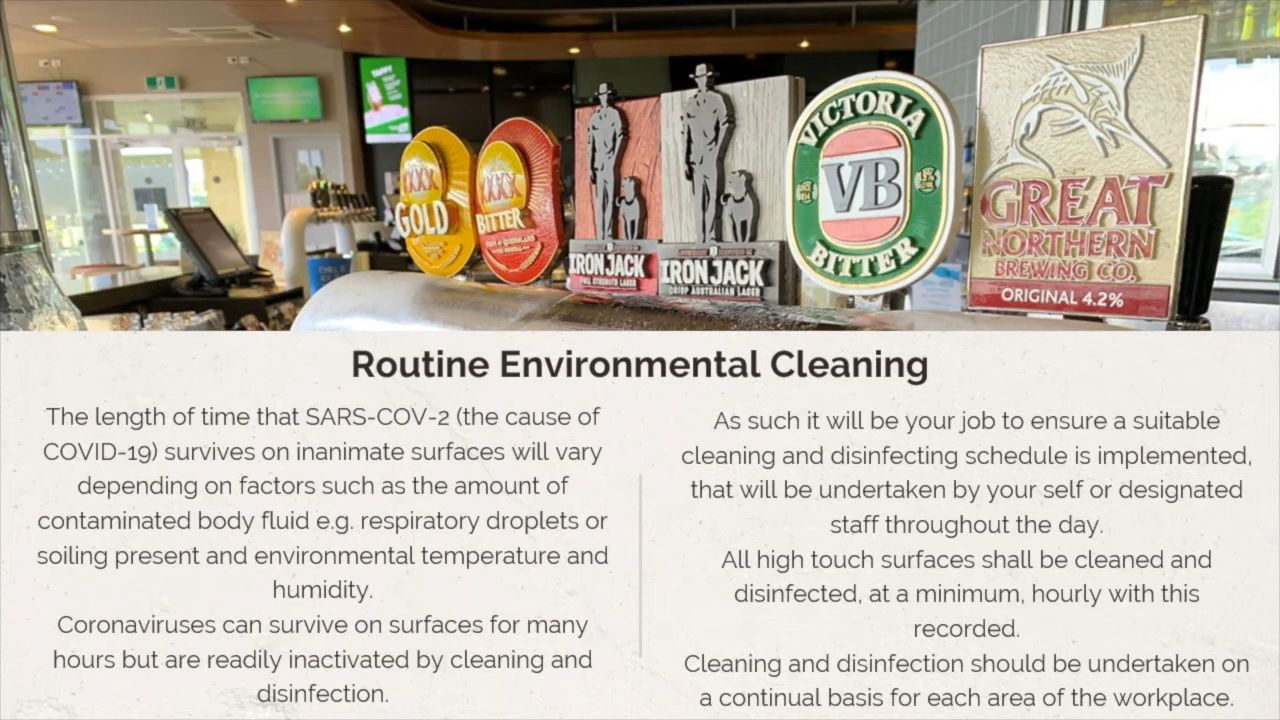 XXXX
GOLD
XXXX
BITTER
IRON JACK
FULL STRENGTH LAGER
IRON JACK
CRISP AUSTRALIAN LAGER
VICTORIA
VB
BITTER
GREAT
NORTHERN
BREWING CO.
ORIGINAL 4.2%
Routine Environmental Cleaning
The length of time that SARS-COV-2 (the cause of
COVID-19) survives on inanimate surfaces will vary
depending on factors such as the amount of
contaminated body fluid e.g. respiratory droplets or
soiling present and environmental temperature and
humidity.
Coronaviruses can survive on surfaces for many
hours but are readily inactivated by cleaning and
disinfection.
As such it will be your job to ensure a suitable
cleaning and disinfecting schedule is implemented,
that will be undertaken by your self or designated
staff throughout the day.
All high touch surfaces shall be cleaned and
disinfected, at a minimum, hourly with this
recorded.
Cleaning and disinfection should be undertaken on
a continual basis for each area of the workplace.